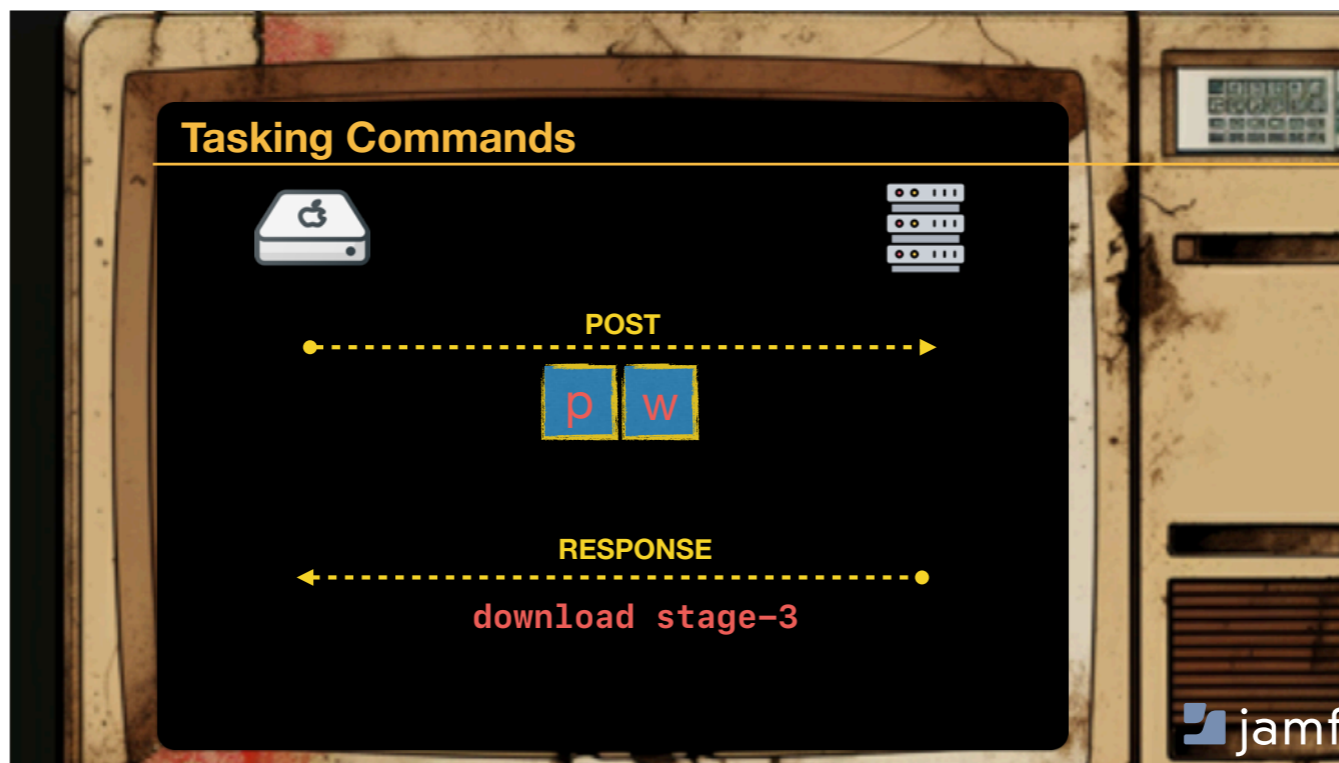 Tasking Commands
POST
p w
RESPONSE
download stage-3
jamf